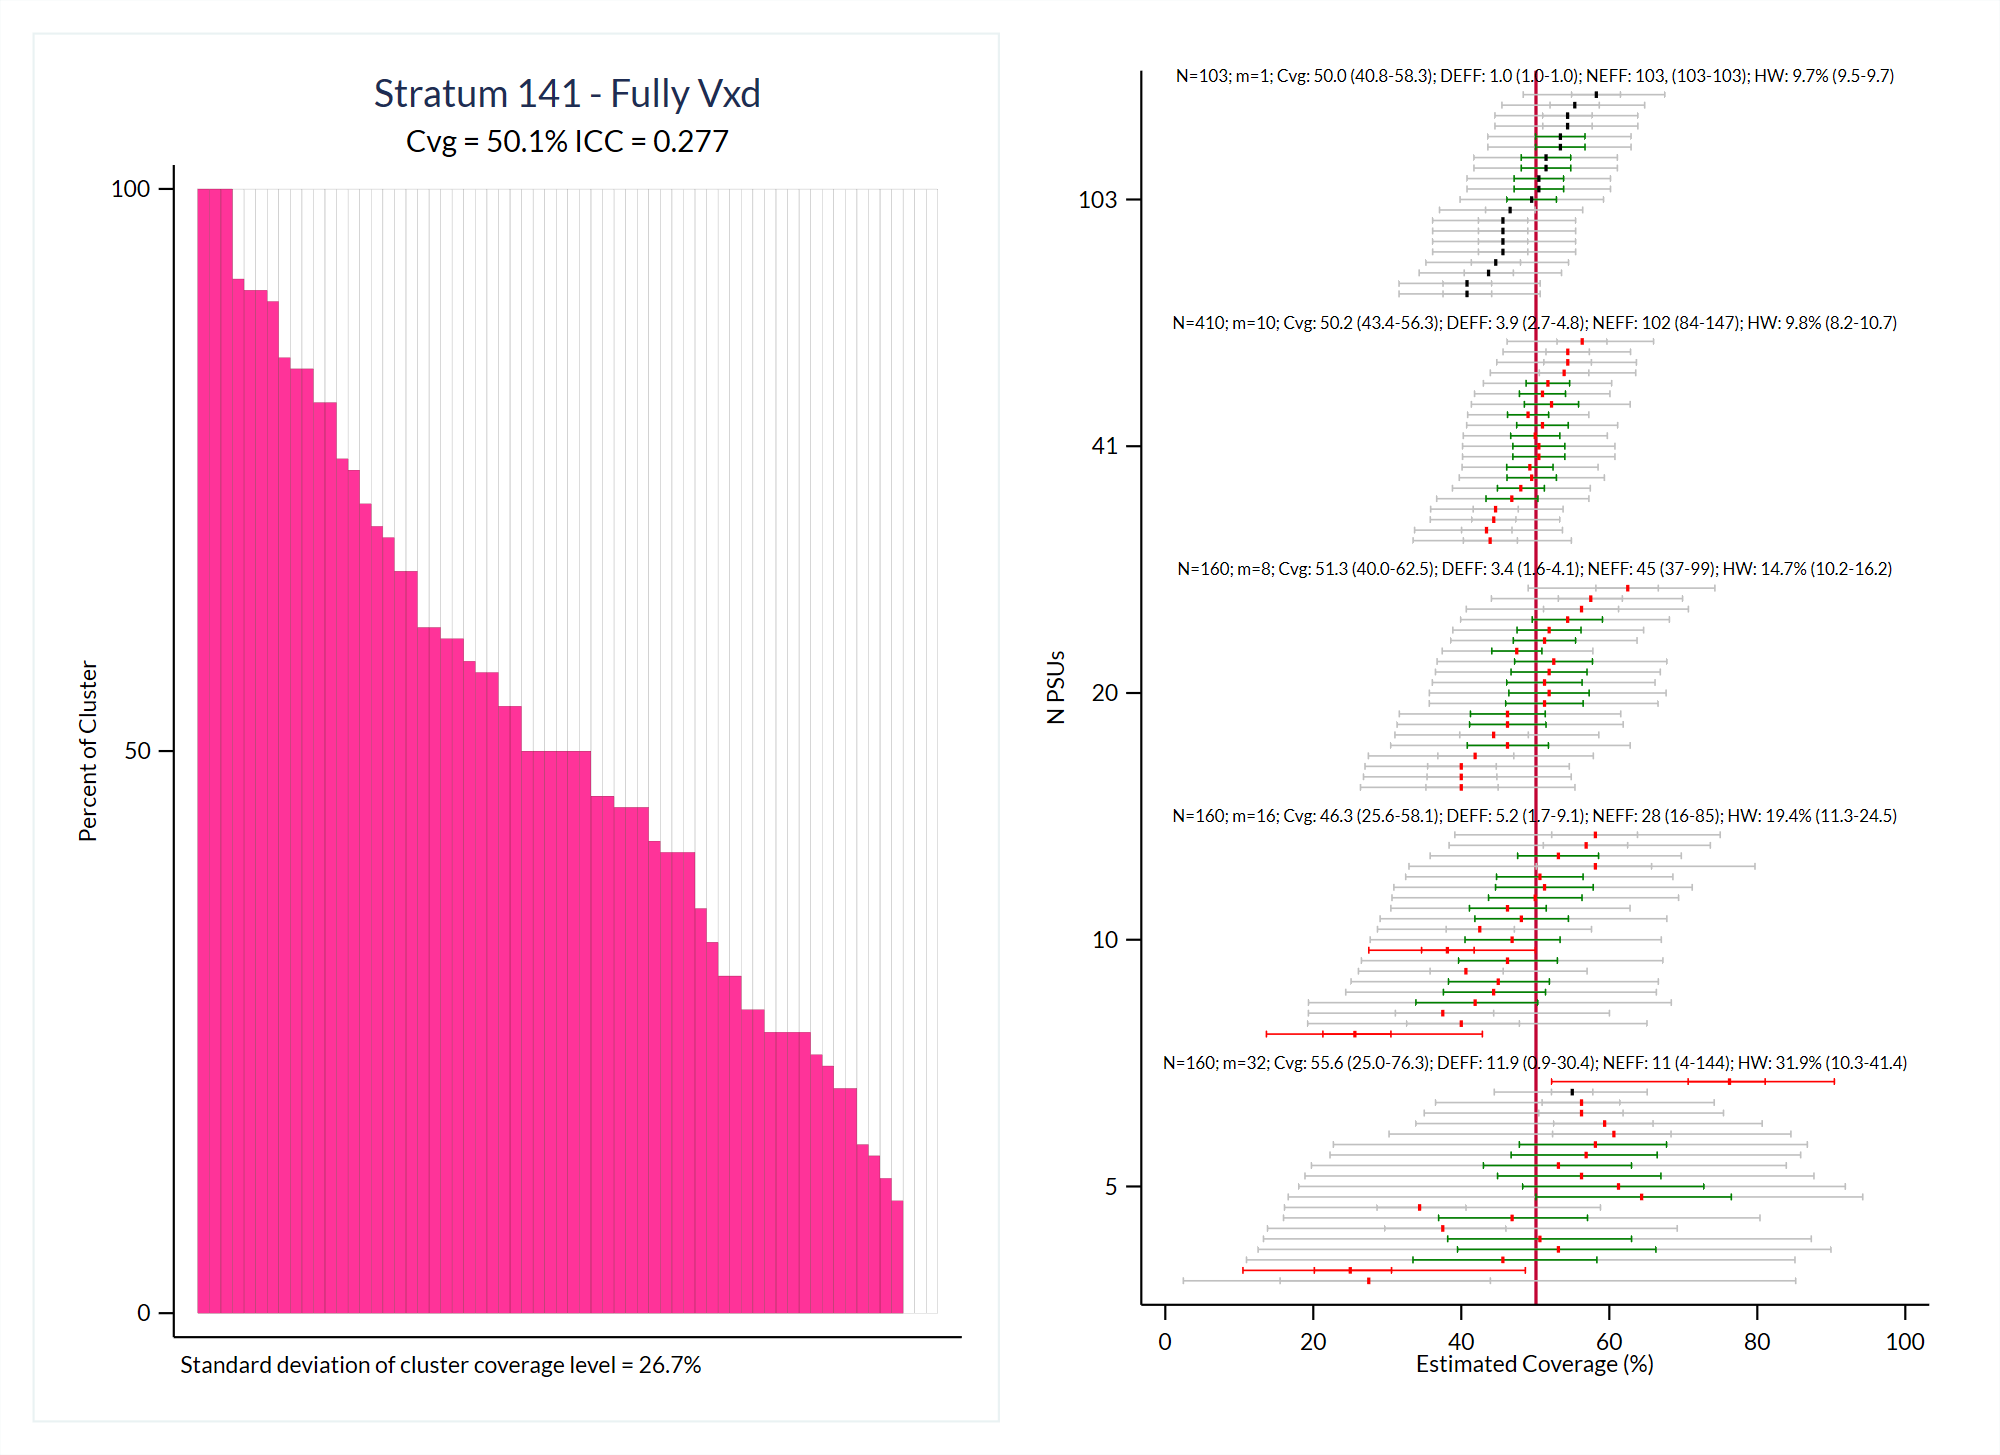 Stratum 141 - Fully Vxd
Cvg = 50.1% ICC = 0.277
100
50
0
Percent of Cluster
Standard deviation of cluster coverage level = 26.7%
N=103; m=1; Cvg: 50.0 (40.8-58.3); DEFF: 1.0 (1.0-1.0); NEFF: 103, (103-103); HW: 9.7% (9.5-9.7)
103
N=410; m=10; Cvg: 50.2 (43.4-56.3); DEFF: 3.9 (2.7-4.8); NEFF: 102 (84-147); HW: 9.8% (8.2-10.7)
41
N=160; m=8; Cvg: 51.3 (40.0-62.5); DEFF: 3.4 (1.6-4.1); NEFF: 45 (37-99); HW: 14.7% (10.2-16.2)
N PSUs
20
N=160; m=16; Cvg: 46.3 (25.6-58.1); DEFF: 5.2 (1.7-9.1); NEFF: 28 (16-85); HW: 19.4% (11.3-24.5)
10
N=160; m=32; Cvg: 55.6 (25.0-76.3); DEFF: 11.9 (0.9-30.4); NEFF: 11 (4-144); HW: 31.9% (10.3-41.4)
5
0 20 40 60 80 100
Estimated Coverage (%)